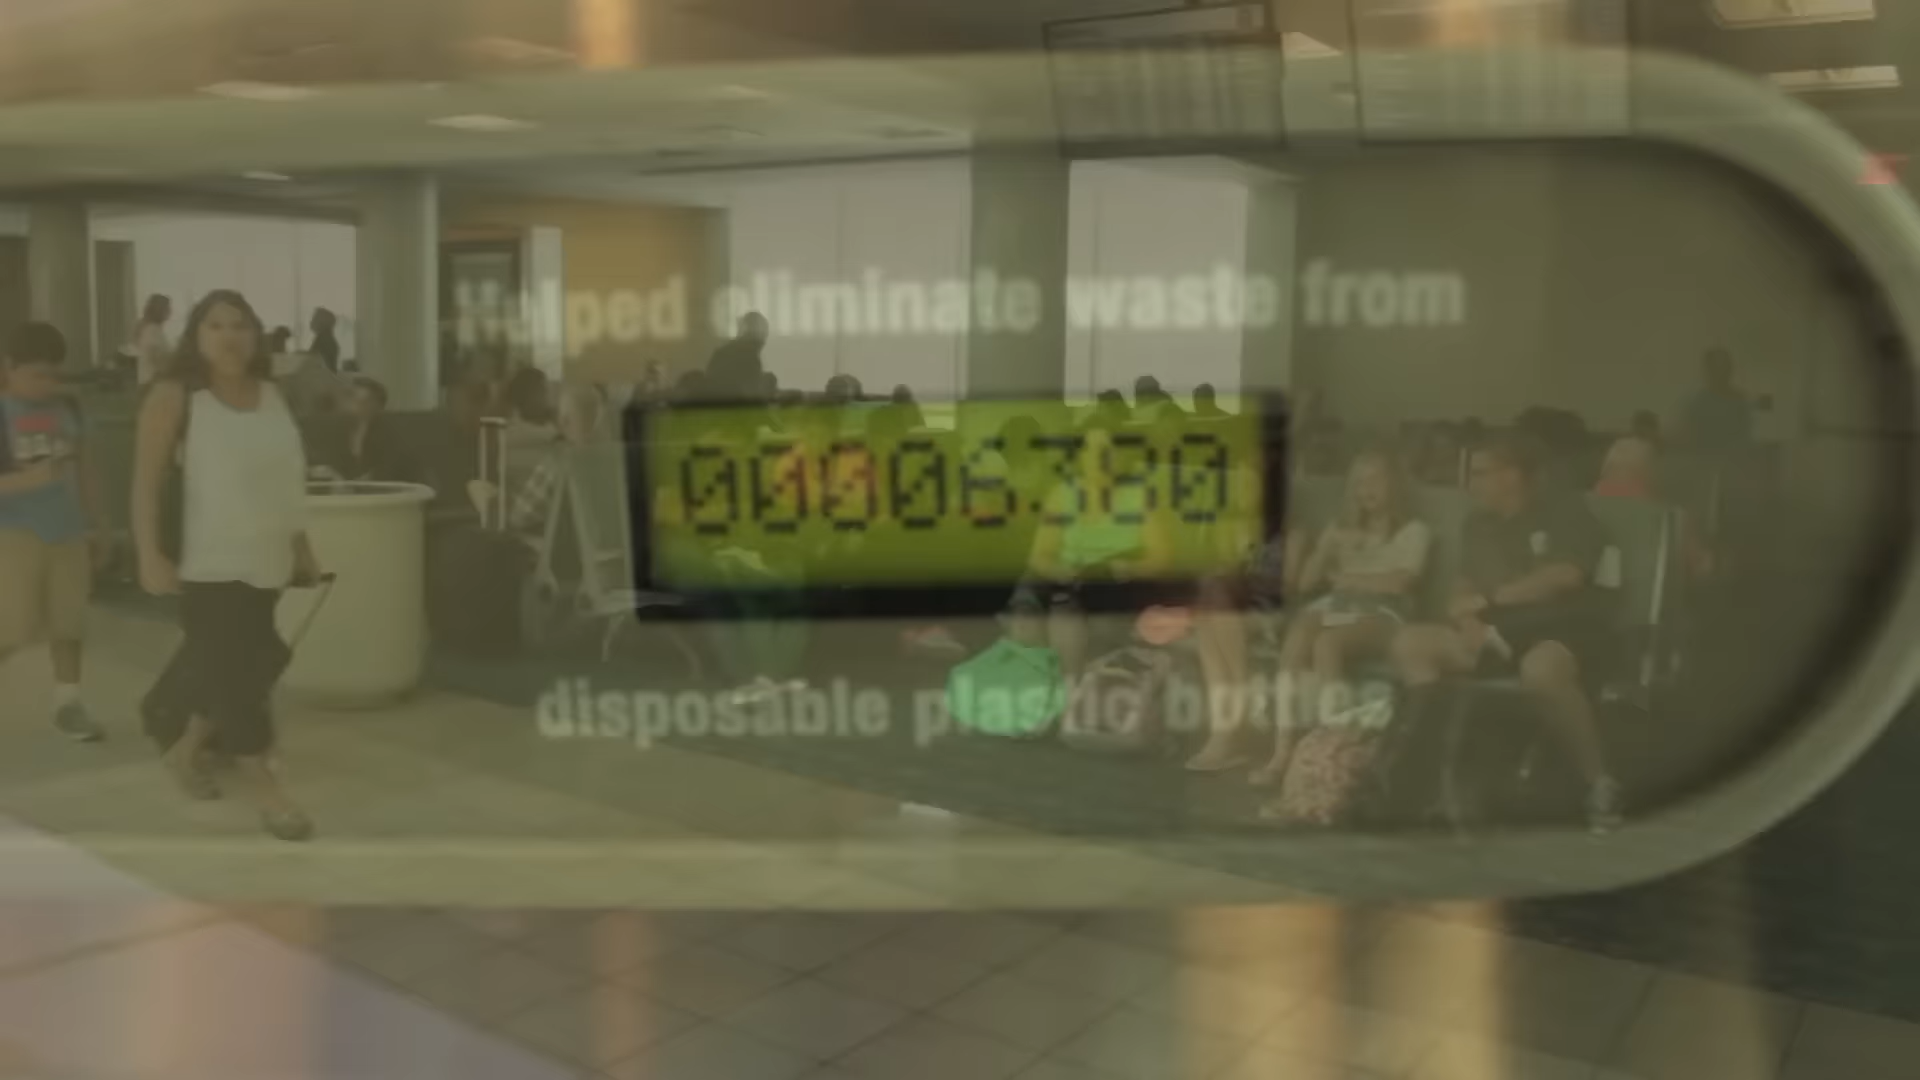 Helped eliminate waste from
00006380
disposable plastic bottles